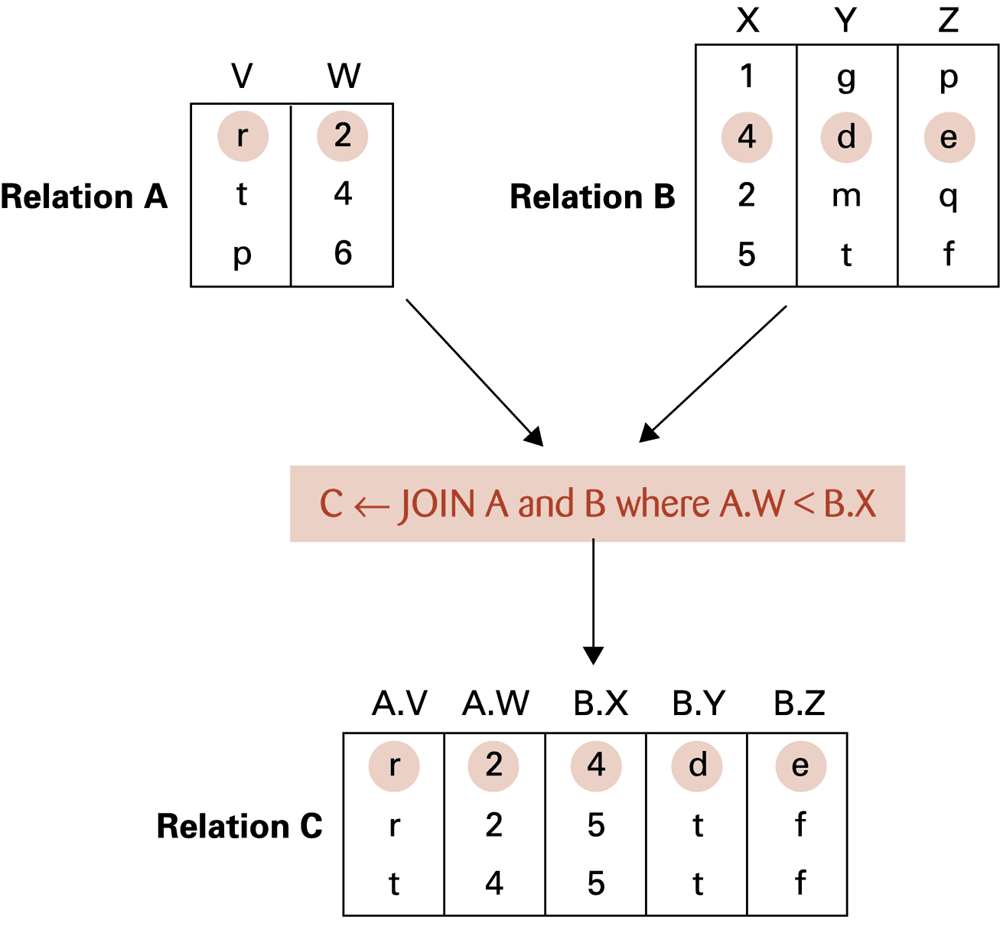 X Y Z
V W
1 g p
r 2
4 d e
Relation A t 4
Relation B 2 m q
p 6
5 t f
C ← JOIN A and B where A.W < B.X
A.V A.W B.X B.Y B.Z
r 2 4 d e
Relation C r 2 5 t f
t 4 5 t f